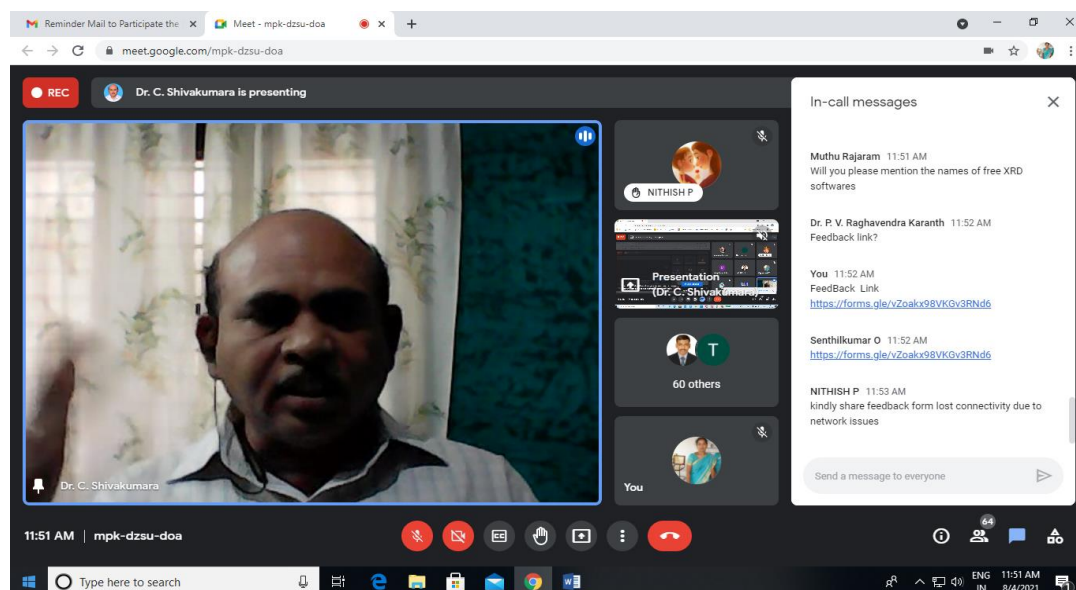 Reminder Mail to Participate the
Meet - mpk-dzsu-doa
meet.google.com/mpk-dzsu-doa
REC
Dr. C. Shivakumara is presenting
In-call messages
Muthu Rajaram 11:51 AM
Will you please mention the names of free XRD
softwares
Dr. P. V. Raghavendra Karanth 11:52 AM
Feedback link?
You 11:52 AM
FeedBack Link
https://forms.gle/vZoakx98VKGv3RNd6
Senthilkumar O 11:52 AM
https://forms.gle/vZoakx98VKGv3RNd6
NITHISH P 11:53 AM
kindly share feedback form lost connectivity due to
network issues
Send a message to everyone
NITHISH P
Presentation
(Dr. C. Shivakumara)
T
60 others
You
Dr. C. Shivakumara
11:51 AM | mpk-dzsu-doa
CC
64
Type here to search
ENG
IN
11:51 AM
8/4/2021
1